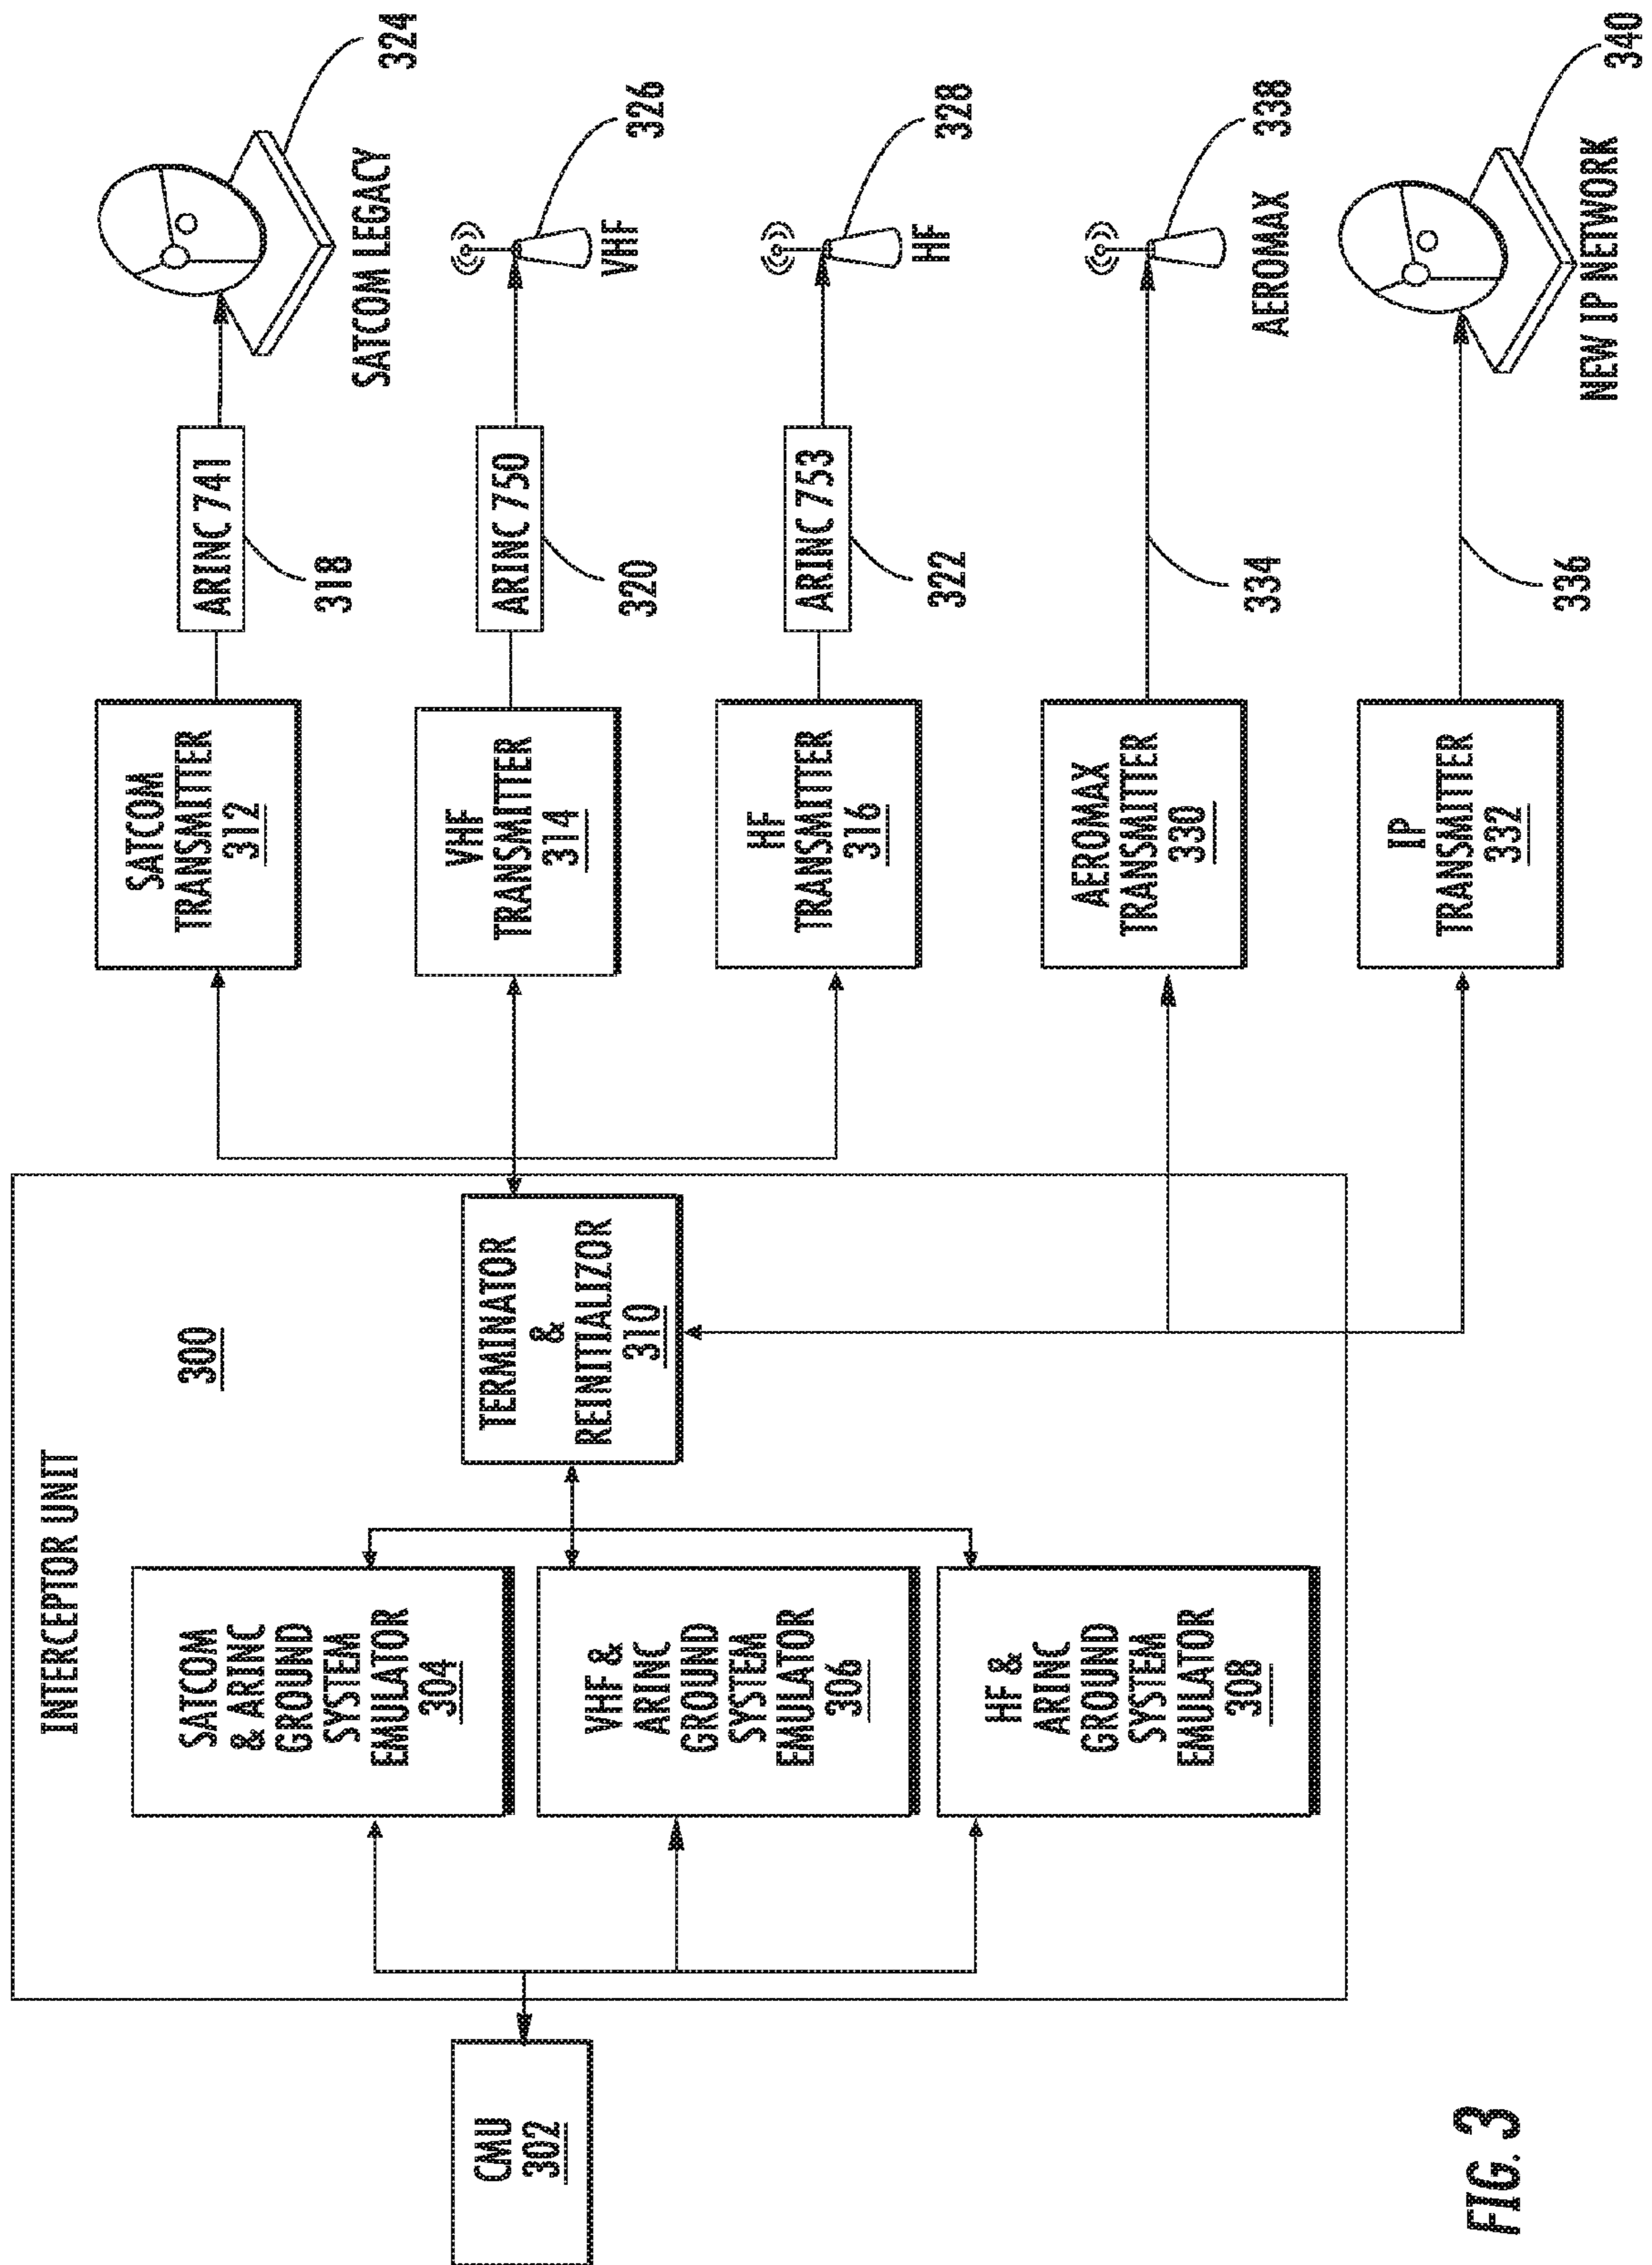 INTERCEPTOR UNIT
300
CMU
302
SATCOM
& ARINC
GROUND
SYSTEM
EMULATOR
304
VHF &
ARINC
GROUND
SYSTEM
EMULATOR
306
HF &
ARINC
GROUND
SYSTEM
EMULATOR
308
TERMINATOR
&
REINITIALIZOR
310
SATCOM
TRANSMITTER
312
ARINC 741
318
SATCOM LEGACY
324
VHF
TRANSMITTER
314
ARINC 750
320
VHF
326
HF
TRANSMITTER
316
ARINC 753
322
HF
328
AEROMAX
TRANSMITTER
330
334
AEROMAX
338
IP
TRANSMITTER
332
336
NEW IP NETWORK
340
FIG. 3